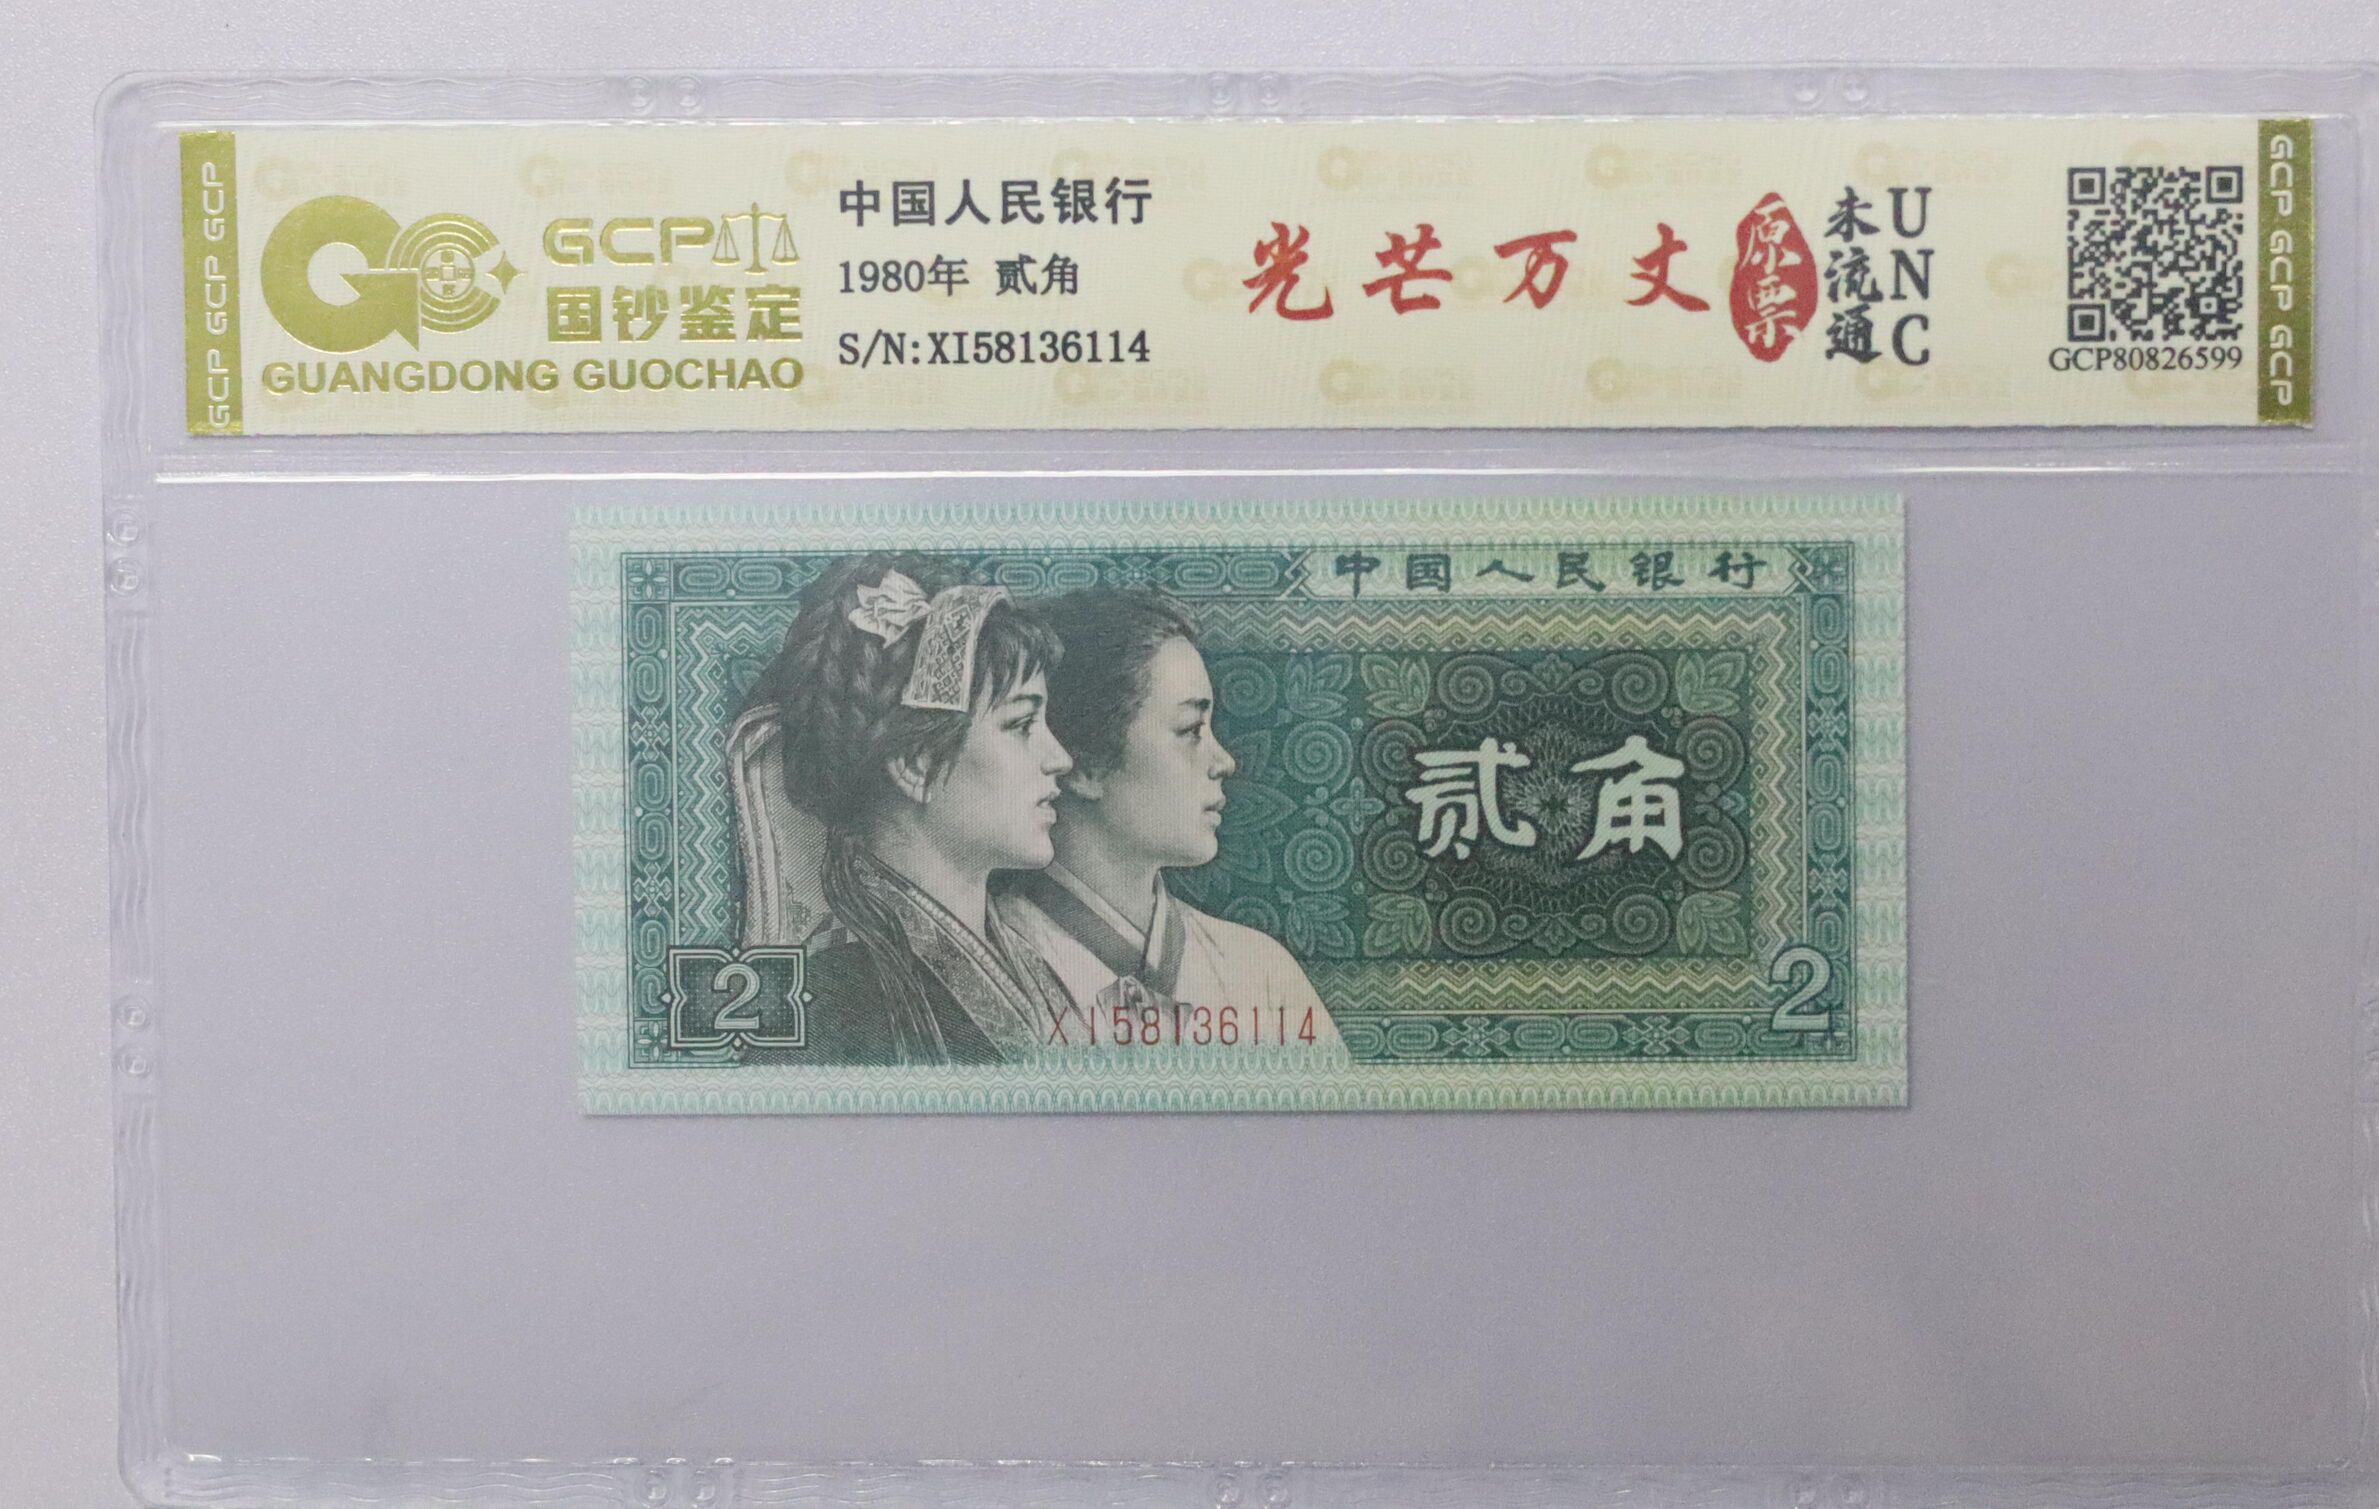 GCP GCP GCP
GCP
国钞鉴定
GUANGDONG GUOCHAO
中国人民银行
1980年 贰角
S/N:XI58136114
光芒万丈
原票
未流通
UNC
GCP80826599
GCP GCP GCP
中国人民银行
贰角
2
XI58136114
2